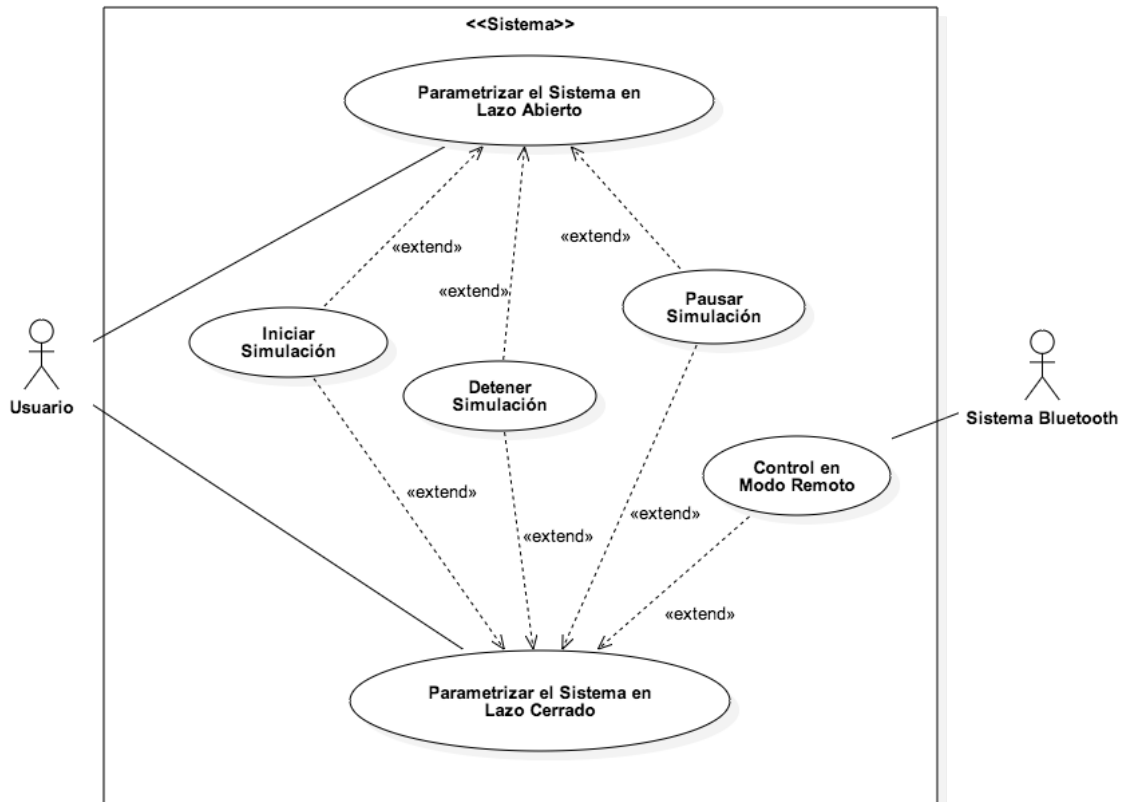 <<Sistema>>
Parametrizar el Sistema en
Lazo Abierto
«extend»
«extend»
«extend»
Pausar
Simulación
Iniciar
Simulación
Detener
Simulación
Usuario
Sistema Bluetooth
Control en
Modo Remoto
«extend»
«extend»
«extend»
«extend»
Parametrizar el Sistema en
Lazo Cerrado